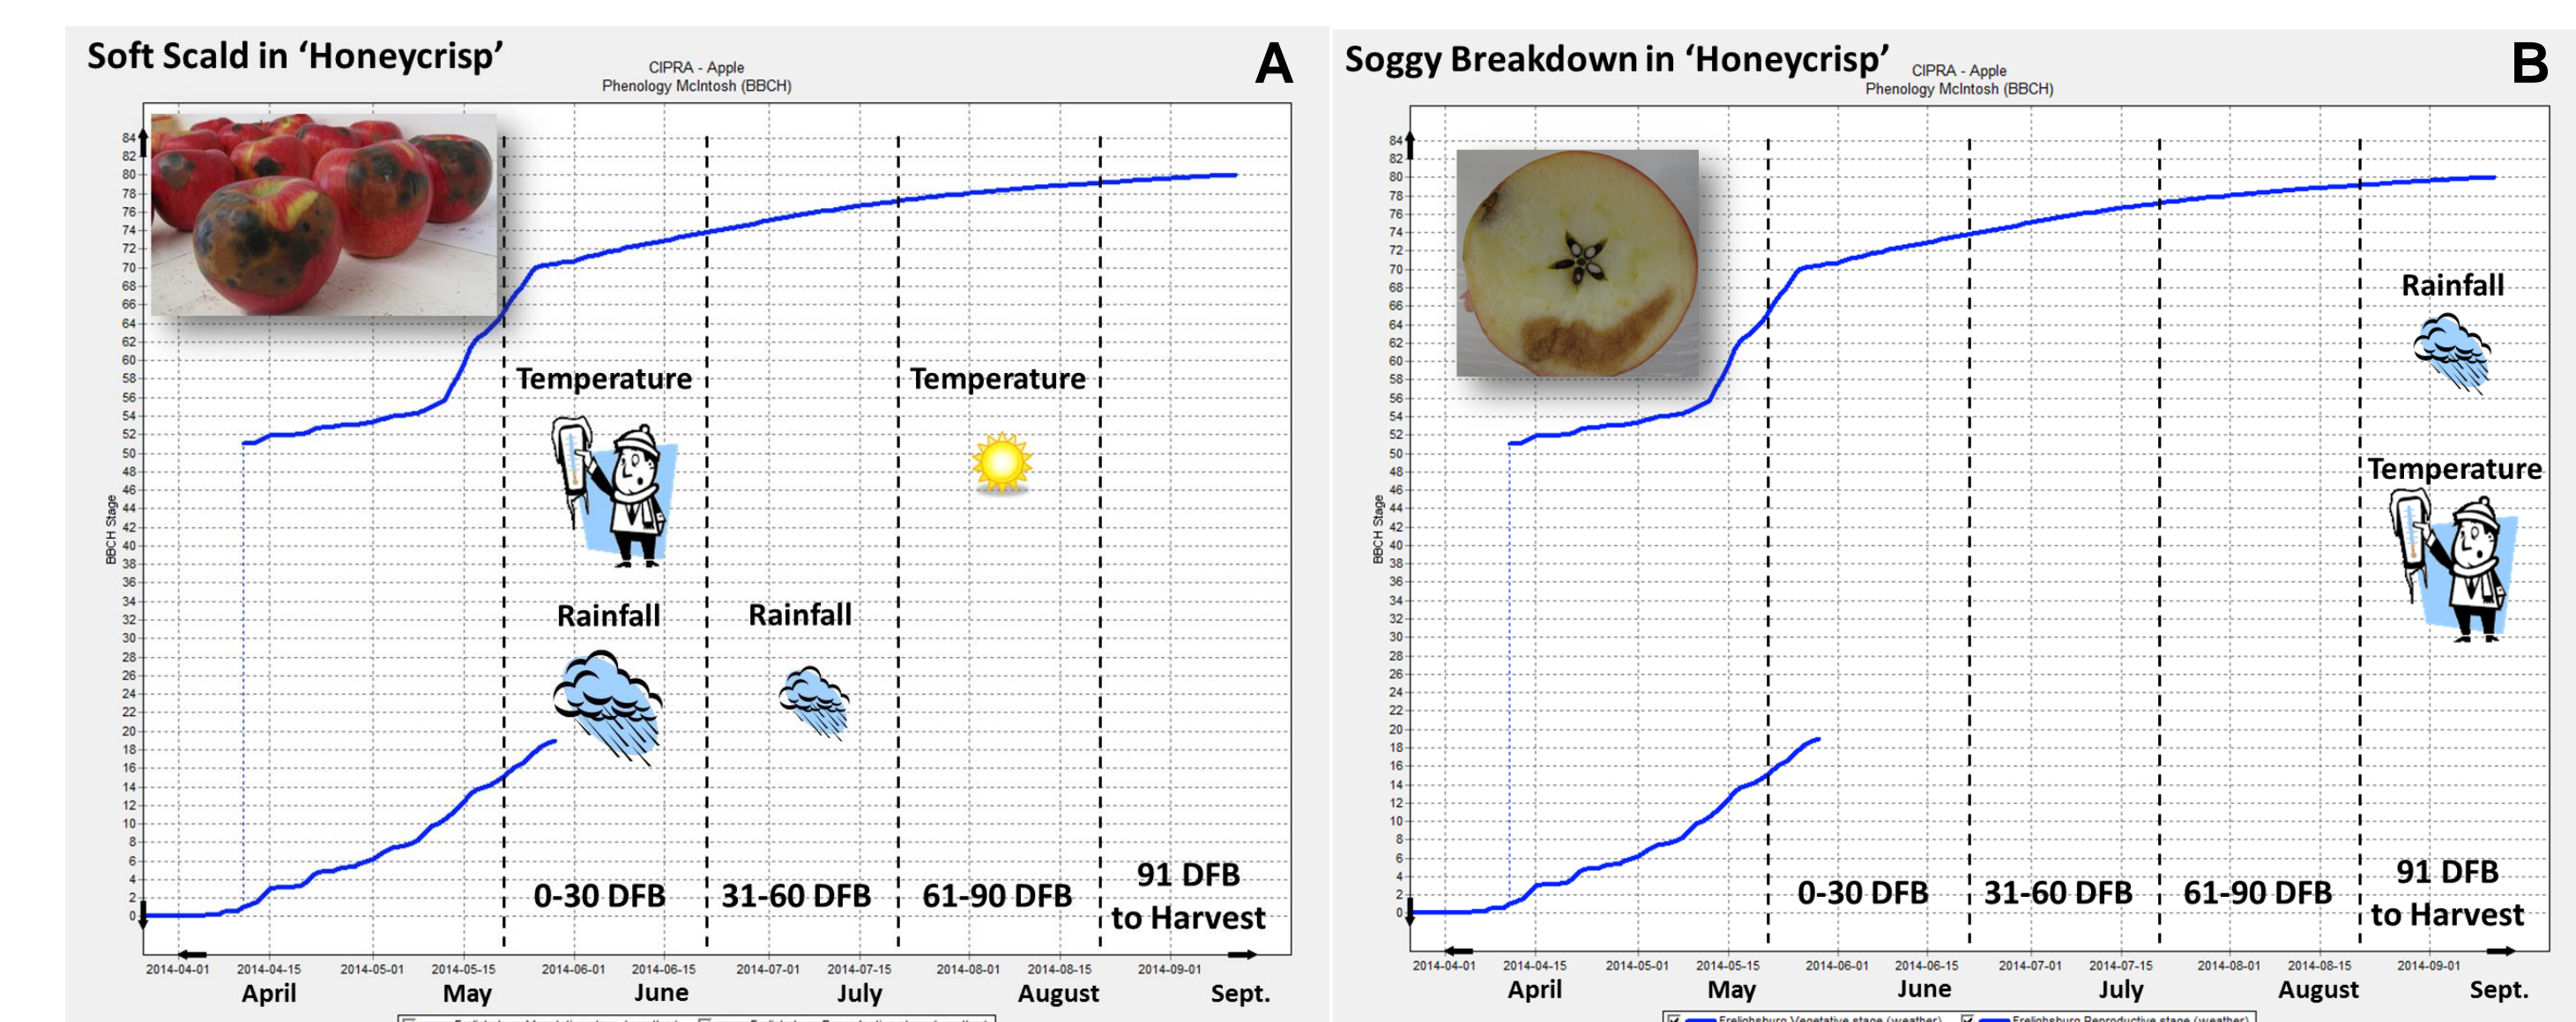 Soft Scald in ‘Honeycrisp’
A
CIPRA - Apple
Phenology McIntosh (BBCH)
84
82
80
78
76
74
72
70
68
66
64
62
60
58
56
54
52
50
48
46
44
42
40
38
36
34
32
30
28
26
24
22
20
18
16
14
12
10
8
6
4
2
0
BBCH Stage
Temperature
Temperature
Rainfall
Rainfall
0-30 DFB
31-60 DFB
61-90 DFB
91 DFB
to Harvest
2014-04-01
2014-04-15
2014-05-01
2014-05-15
2014-06-01
2014-06-15
2014-07-01
2014-07-15
2014-08-01
2014-08-15
2014-09-01
April
May
June
July
August
Sept.
Soggy Breakdown in ‘Honeycrisp’
B
CIPRA - Apple
Phenology McIntosh (BBCH)
84
82
80
78
76
74
72
70
68
66
64
62
60
58
56
54
52
50
48
46
44
42
40
38
36
34
32
30
28
26
24
22
20
18
16
14
12
10
8
6
4
2
0
BBCH Stage
Rainfall
Temperature
0-30 DFB
31-60 DFB
61-90 DFB
91 DFB
to Harvest
2014-04-01
2014-04-15
2014-05-01
2014-05-15
2014-06-01
2014-06-15
2014-07-01
2014-07-15
2014-08-01
2014-08-15
2014-09-01
April
May
June
July
August
Sept.
Frelighsburg Vegetative stage (weather)
Frelighsburg Reproductive stage (weather)